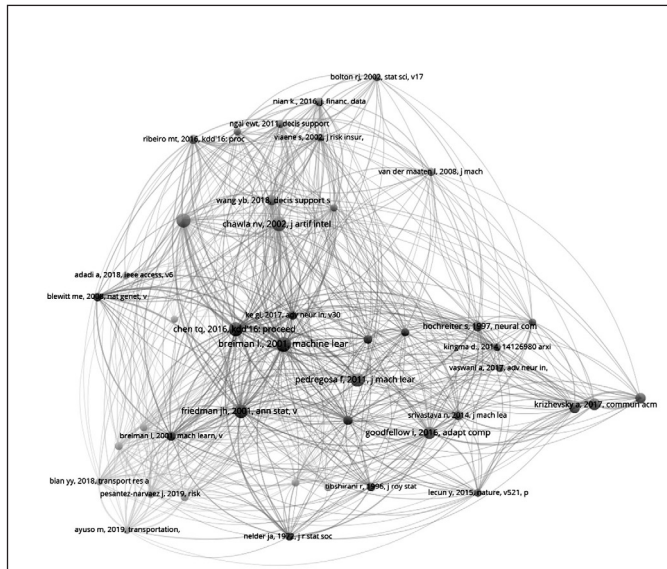 bolton rj, 2002, stat sci, v17
nian k., 2016, j. financ. data
ngai ewt, 2011, decis support
ribeiro mt, 2016, kdd'16: proc
viaene s, 2002, j risk insur,
van der maaten l, 2008, j mach
wang yb, 2018, decis support s
chawla nv, 2002, j artif intel
adadi a, 2018, ieee access, v6
blewitt me, 2008, nat genet, v
ke gl, 2017, adv neur in, v30
chen tq, 2016, kdd'16: proceed
hochreiter s, 1997, neural com
breiman l., 2001, machine lear
kingma d., 2014, 14126980 arxi
vaswani a, 2017, adv neur in,
pedregosa f, 2011, j mach lear
krizhevsky a, 2017, commun acm
friedman jh, 2001, ann stat, v
srivastava n, 2014, j mach lea
breiman l, 2001, mach learn, v
goodfellow i, 2016, adapt comp
bian yy, 2018, transport res a
tibshirani r, 1996, j roy stat
pesantez-narvaez j, 2019, risk
lecun y, 2015, nature, v521, p
ayuso m, 2019, transportation,
nelder ja, 1972, j r stat soc